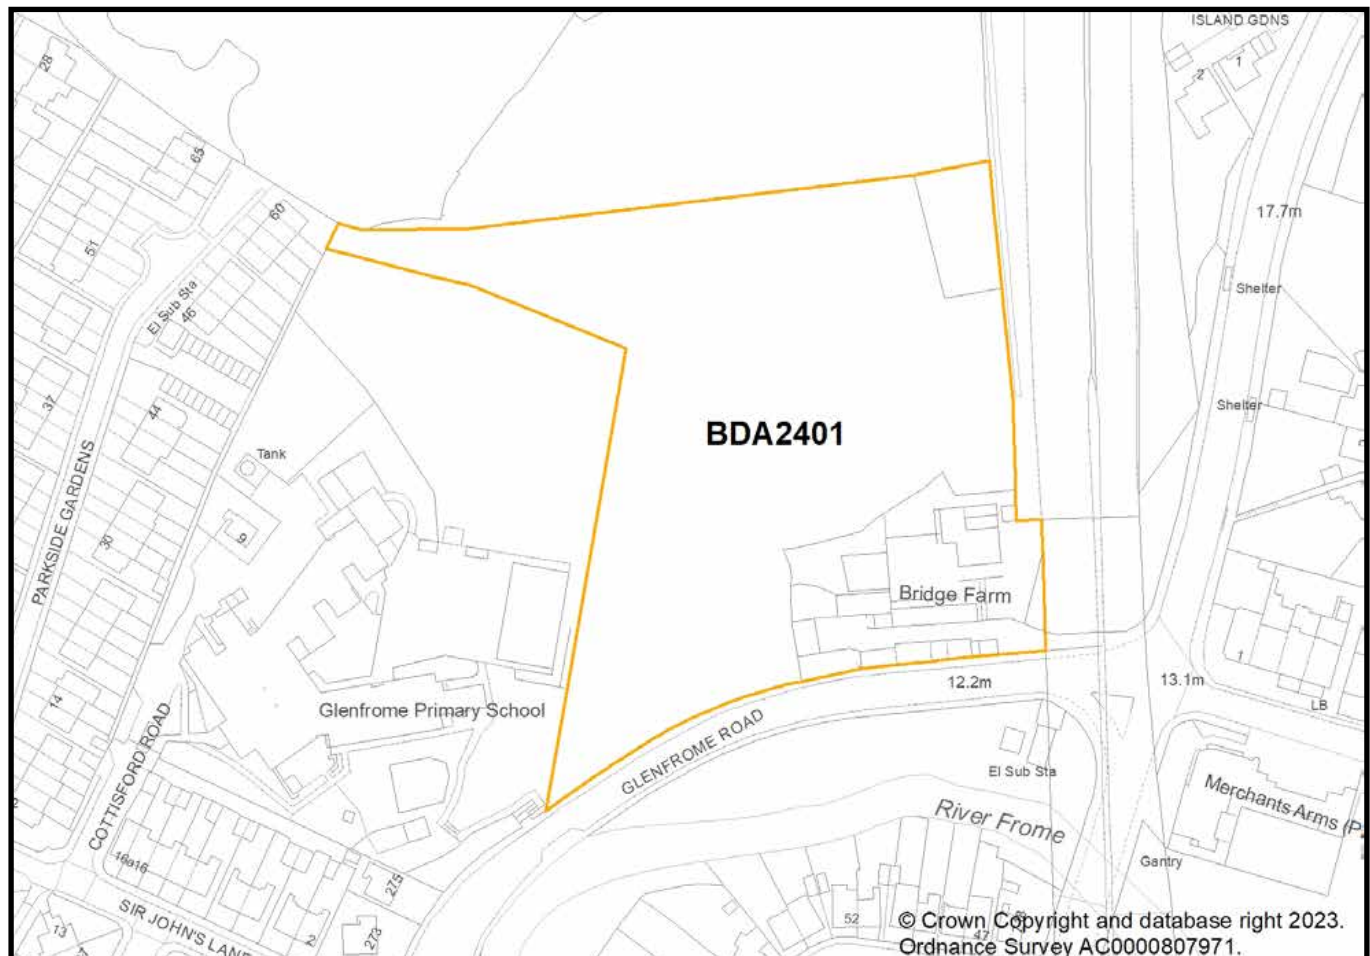 ISLAND GDNS
28
1
2
65
60
17.7m
51
El Sub Sta
46
Shelter
37
Shelter
44
BDA2401
PARKSIDE GARDENS
Tank
30
9
Bridge Farm
1
14
12.2m
13.1m
Glenfrome Primary School
LB
COTTISFORD ROAD
GLENFROME ROAD
El Sub Sta
Merchants Arms (P
River Frome
16a16
Gantry
275
SIR JOHN'S LANE
52
13
2
273
47
© Crown Copyright and database right 2023.
Ordnance Survey AC0000807971.